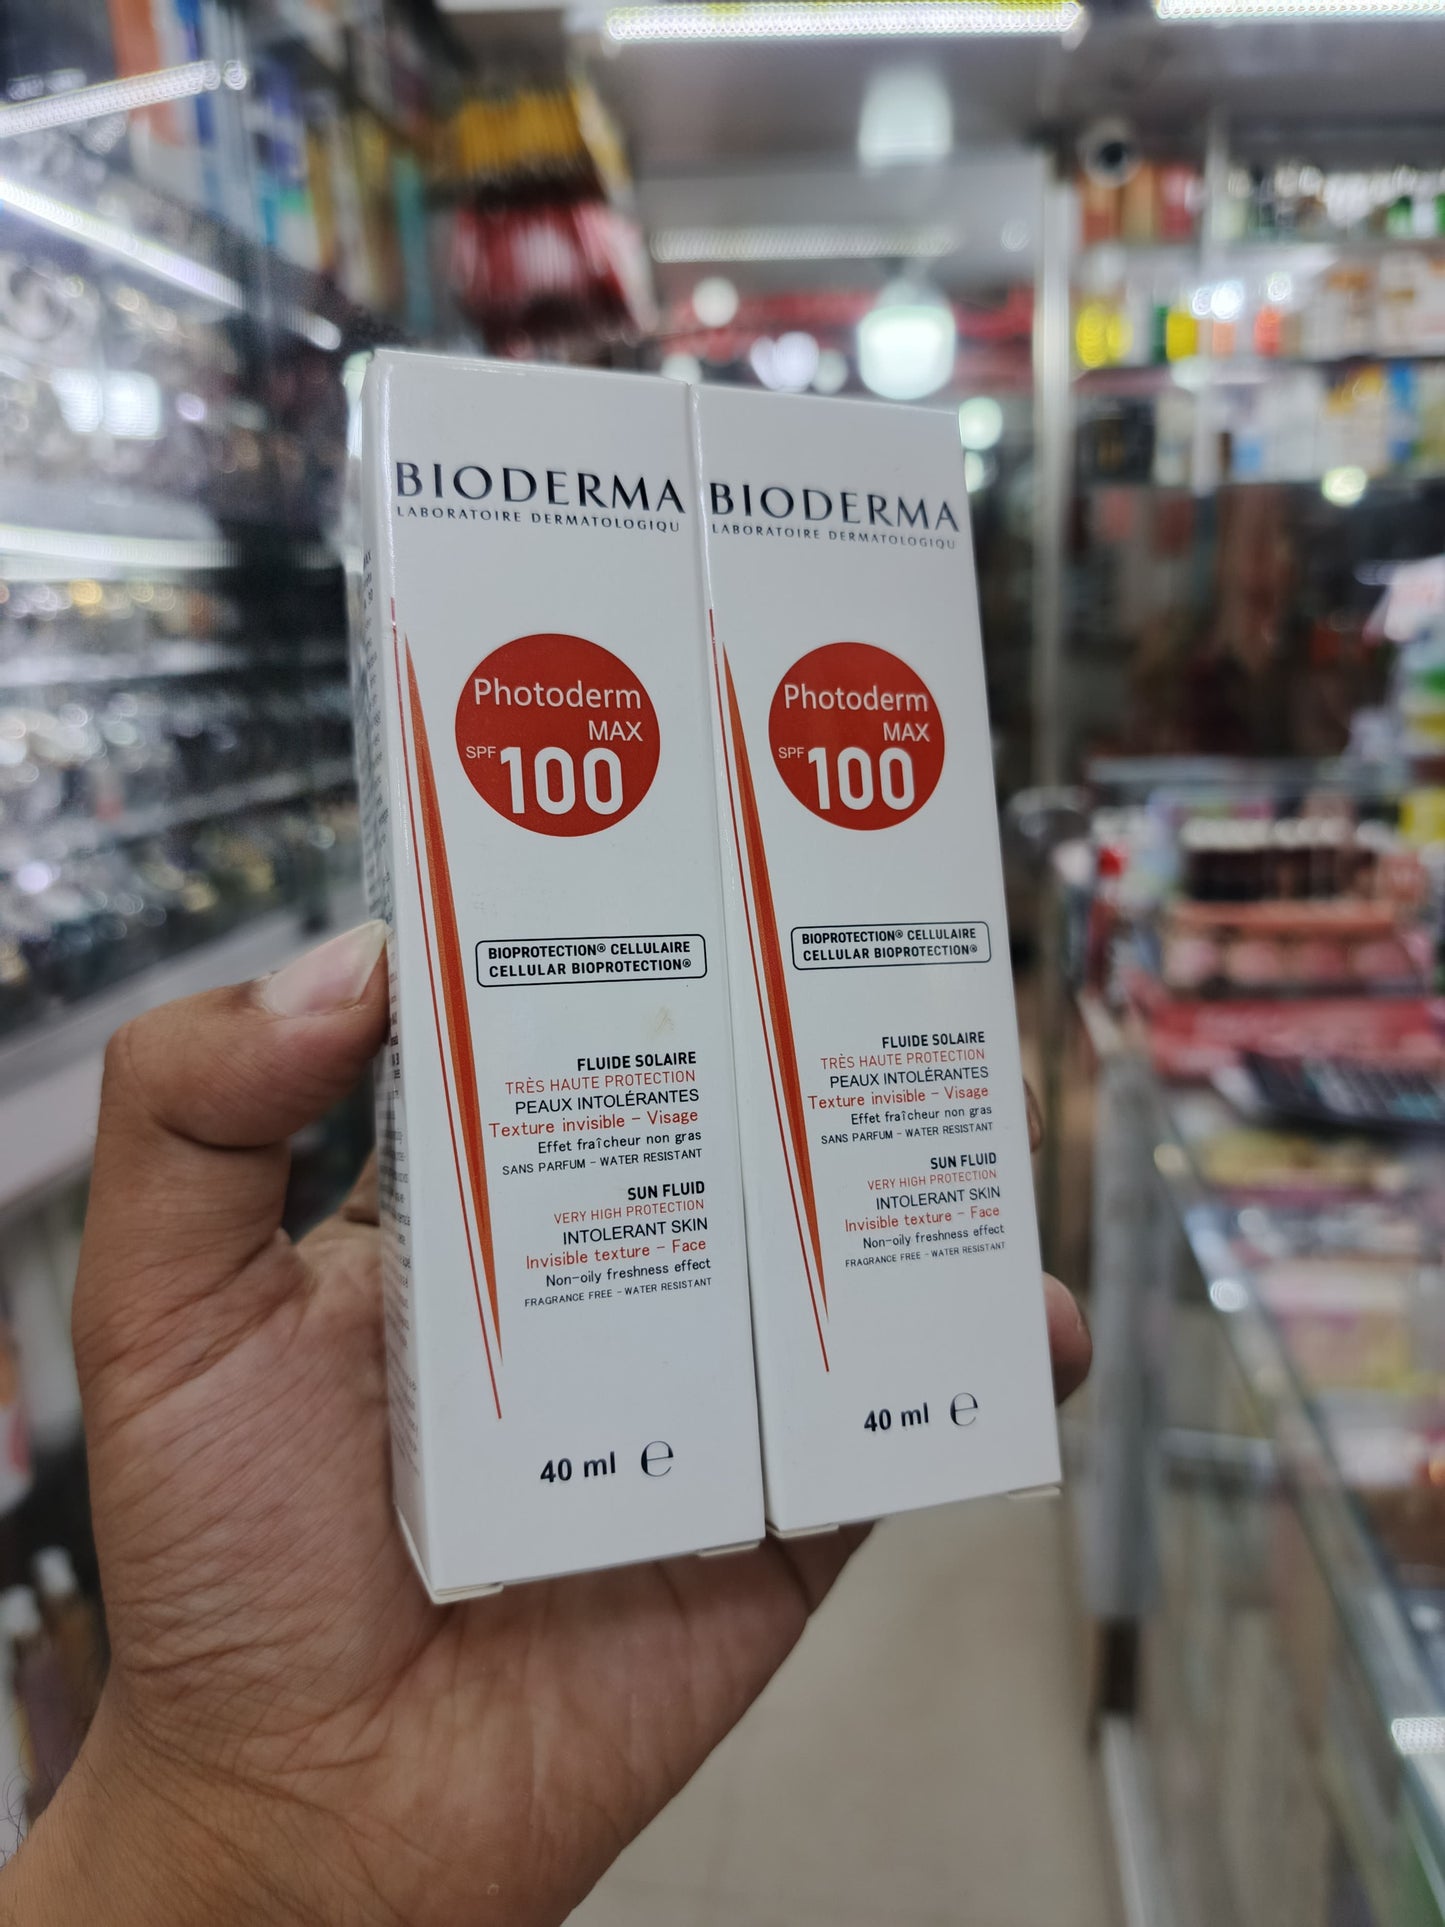 BIODERMA
LABORATOIRE DERMATOLOGIQU
Photoderm
MAX
SPF 100
BIOPROTECTION® CELLULAIRE
CELLULAR BIOPROTECTION®
FLUIDE SOLAIRE
TRÈS HAUTE PROTECTION
PEAUX INTOLÉRANTES
Texture invisible - Visage
Effet fraîcheur non gras
SANS PARFUM - WATER RESISTANT
SUN FLUID
VERY HIGH PROTECTION
INTOLERANT SKIN
Invisible texture - Face
Non-oily freshness effect
FRAGRANCE FREE - WATER RESISTANT
40 ml ℮
BIODERMA
LABORATOIRE DERMATOLOGIQU
Photoderm
MAX
SPF 100
BIOPROTECTION® CELLULAIRE
CELLULAR BIOPROTECTION®
FLUIDE SOLAIRE
TRÈS HAUTE PROTECTION
PEAUX INTOLÉRANTES
Texture invisible - Visage
Effet fraîcheur non gras
SANS PARFUM - WATER RESISTANT
SUN FLUID
VERY HIGH PROTECTION
INTOLERANT SKIN
Invisible texture - Face
Non-oily freshness effect
FRAGRANCE FREE - WATER RESISTANT
40 ml ℮